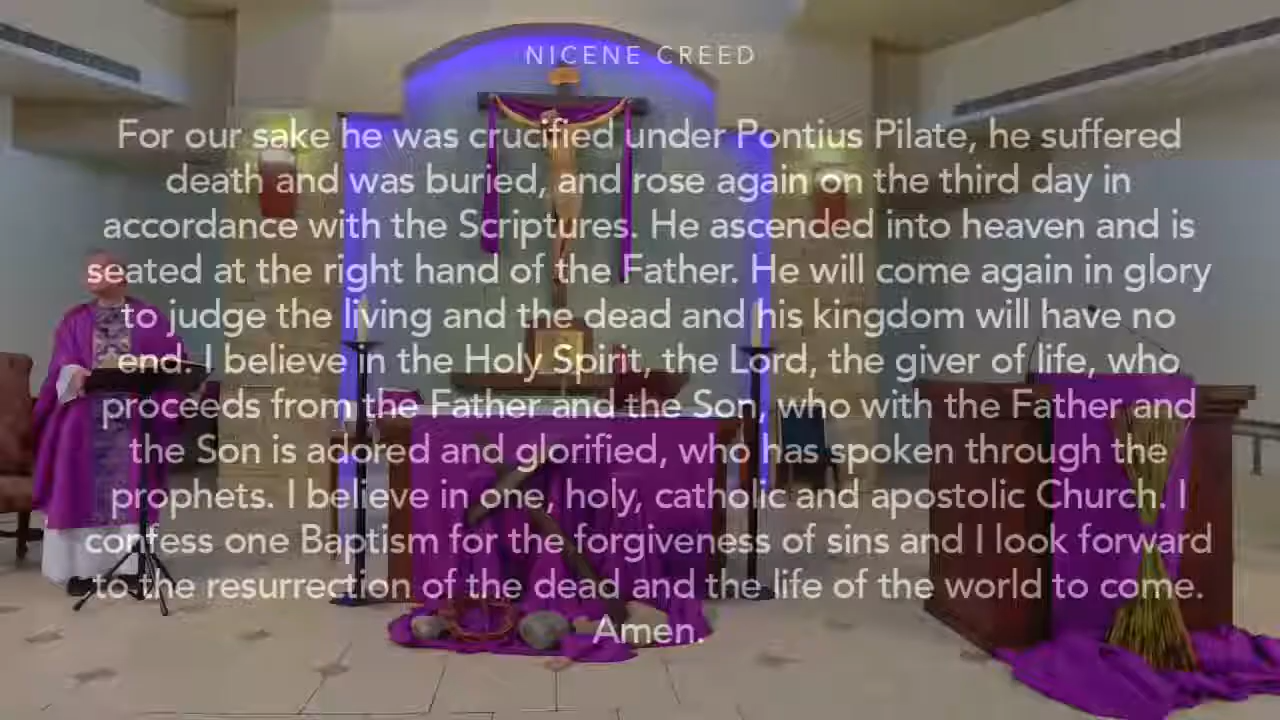 NICENE CREED
For our sake he was crucified under Pontius Pilate, he suffered
death and was buried, and rose again on the third day in
accordance with the Scriptures. He ascended into heaven and is
seated at the right hand of the Father. He will come again in glory
to judge the living and the dead and his kingdom will have no
end. I believe in the Holy Spirit, the Lord, the giver of life, who
proceeds from the Father and the Son, who with the Father and
the Son is adored and glorified, who has spoken through the
prophets. I believe in one, holy, catholic and apostolic Church. I
confess one Baptism for the forgiveness of sins and I look forward
to the resurrection of the dead and the life of the world to come.
Amen.